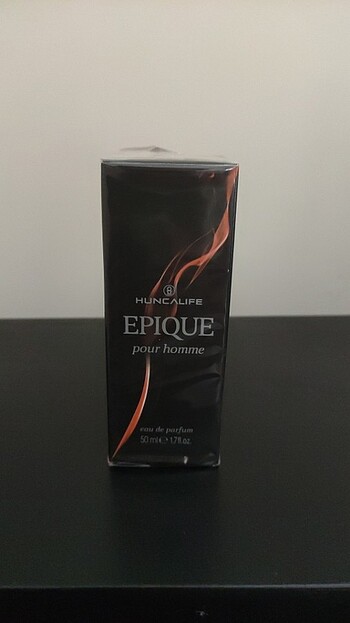 HUNCALIFE
EPIQUE
pour homme
eau de parfum
50 ml ℮ 1.7 fl.oz.